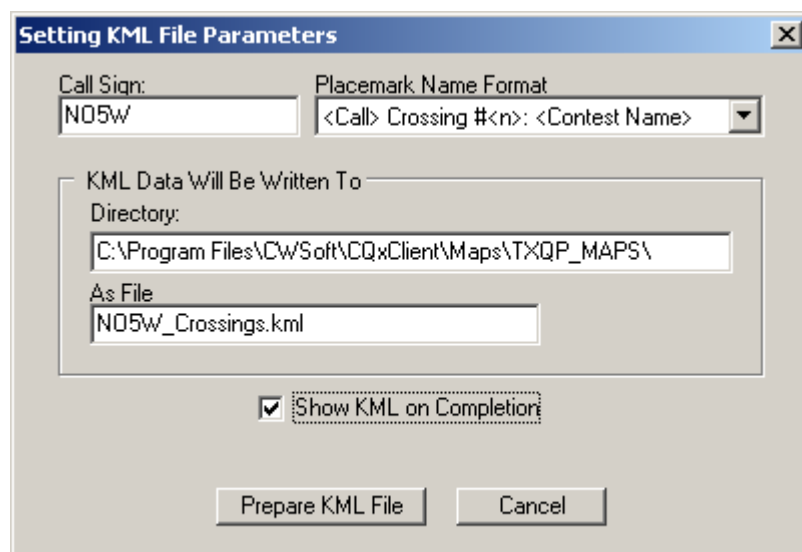 Setting KML File Parameters
Call Sign: Placemark Name Format
NO5W <Call> Crossing #<n>: <Contest Name>
KML Data Will Be Written To
Directory:
C:\Program Files\CWSoft\CQxClient\Maps\TXQP_MAPS\
As File
NO5W_Crossings.kml
Show KML on Completion
Prepare KML File Cancel